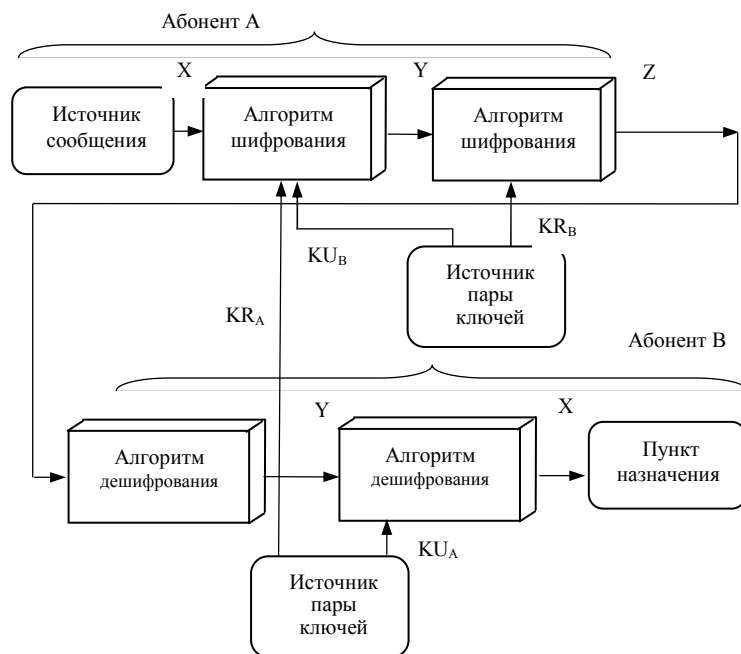 Абонент А
X
Y
Z
Источник
сообщения
Алгоритм
шифрования
Алгоритм
шифрования
KU_B
KR_B
Источник
пары
ключей
KR_A
Абонент В
Y
X
Алгоритм
дешифрования
Алгоритм
дешифрования
Пункт
назначения
KU_A
Источник
пары
ключей